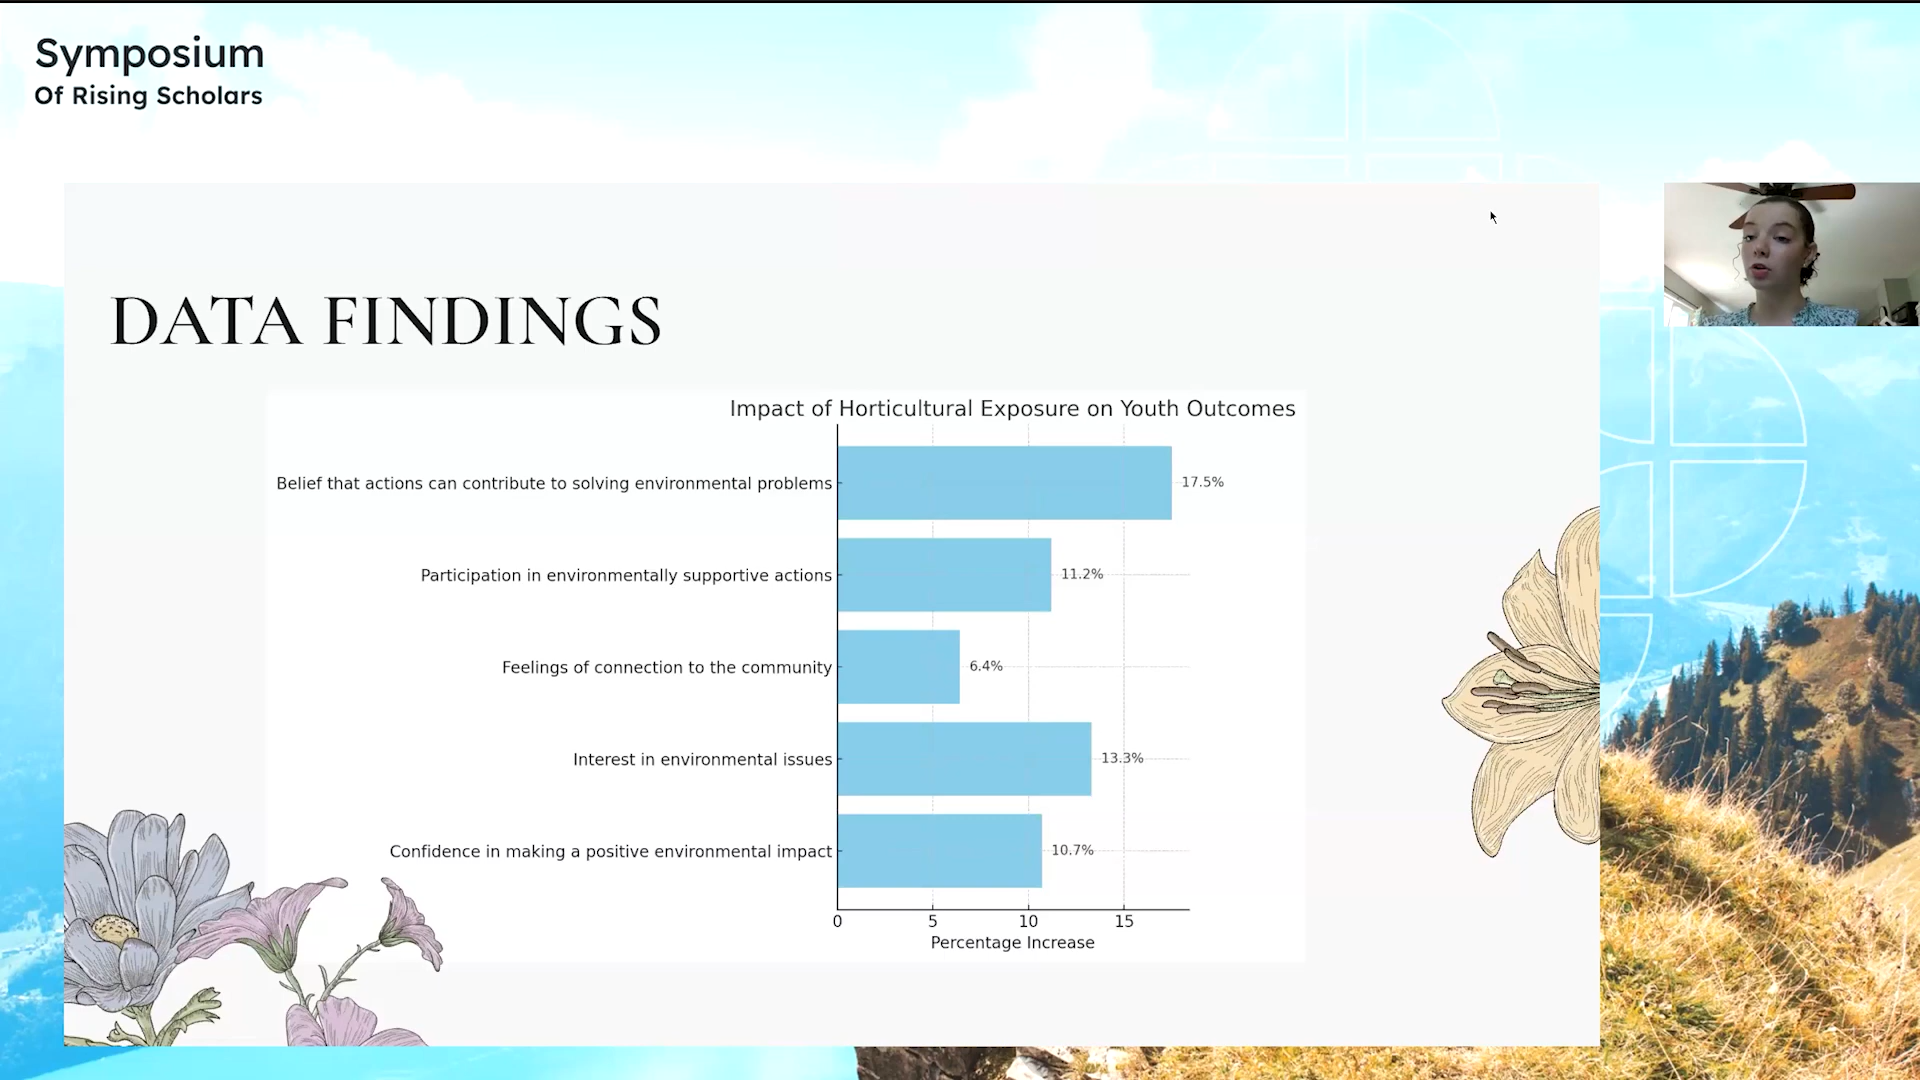 Symposium
Of Rising Scholars
DATA FINDINGS
Impact of Horticultural Exposure on Youth Outcomes
Belief that actions can contribute to solving environmental problems
17.5%
Participation in environmentally supportive actions
11.2%
Feelings of connection to the community
6.4%
Interest in environmental issues
13.3%
Confidence in making a positive environmental impact
10.7%
0 5 10 15
Percentage Increase